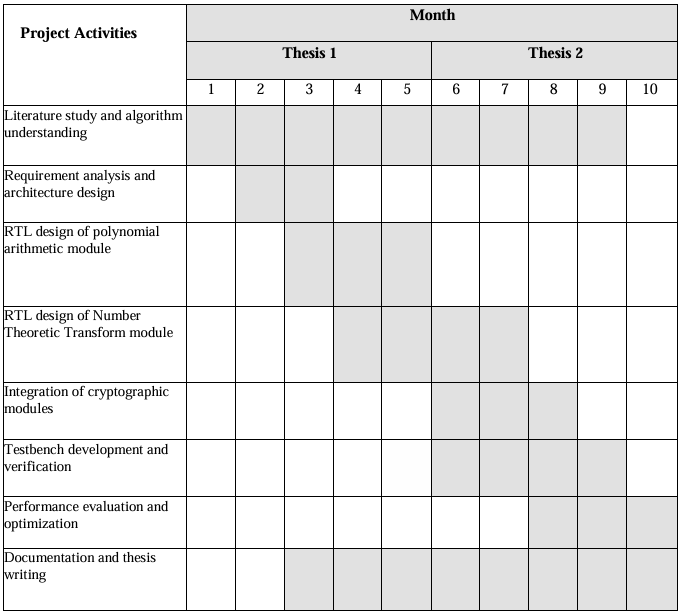 Project Activities
Month
Thesis 1
Thesis 2
1 2 3 4 5 6 7 8 9 10
Literature study and algorithm
understanding
Requirement analysis and
architecture design
RTL design of polynomial
arithmetic module
RTL design of Number
Theoretic Transform module
Integration of cryptographic
modules
Testbench development and
verification
Performance evaluation and
optimization
Documentation and thesis
writing